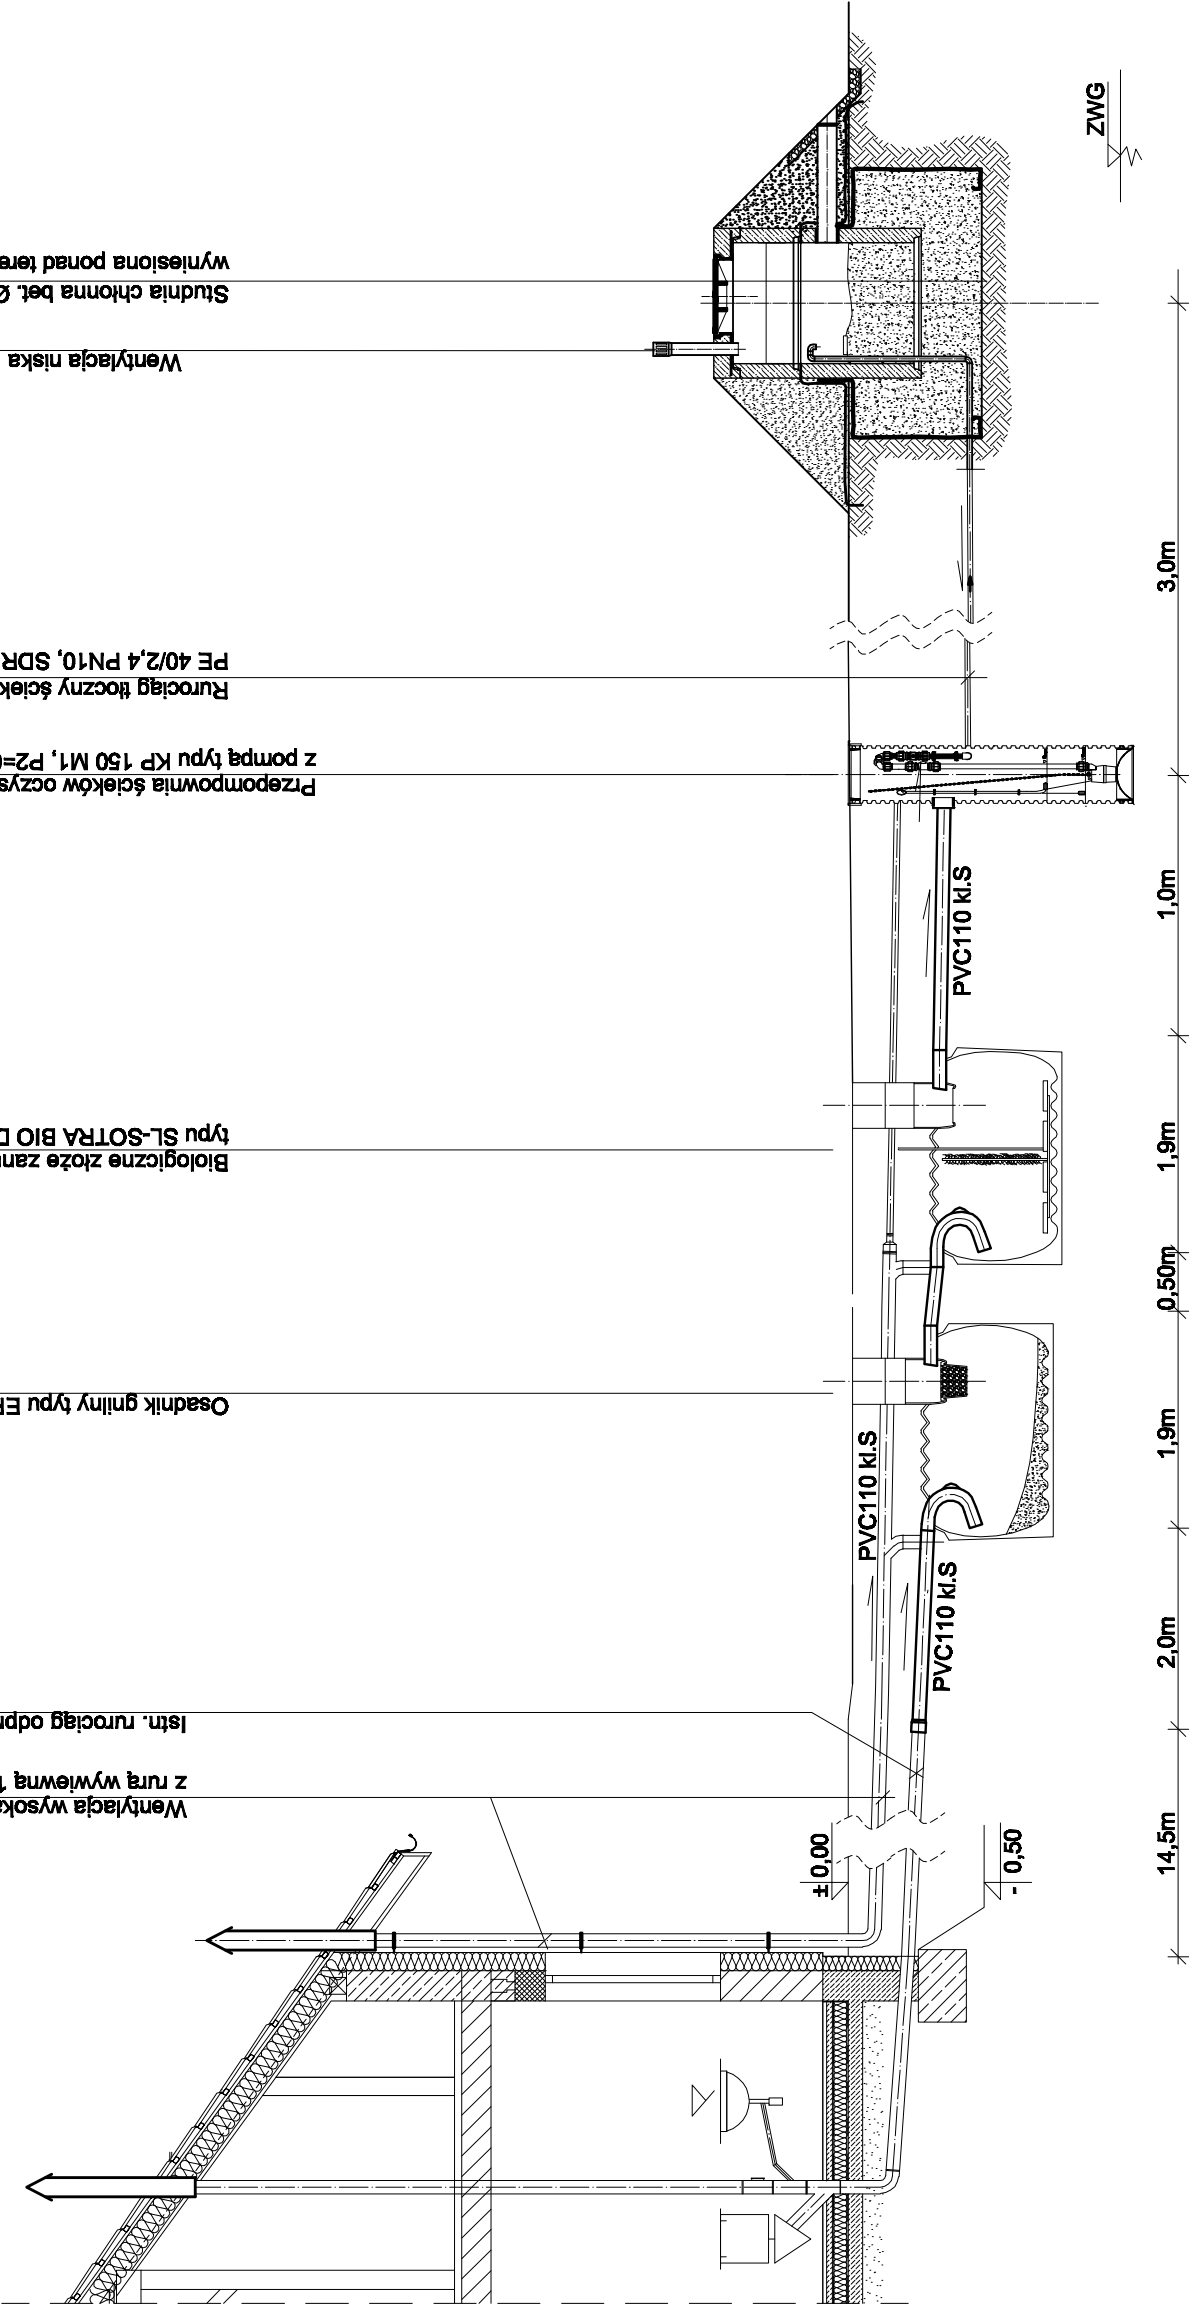 wyniesiona ponad tere
Studnia chłonna bet. Ø
Wentylacja niska
PE 40/2,4 PN10, SDR
Rurociąg tłoczny ściek
z pompą typu KP 150 M1, P2=
Przepompownia ścieków oczys
typu SL-SOTRA BIO
Biologiczne złoże zanu
Osadnik gnilny typu
Istn. rurociąg odpr
z rurą wywiewną
Wentylacja wysoka
ZWG
PVC110 kl.S
PVC110 kl.S
PVC110 kl.S
± 0,00
- 0,50
3,0m
1,0m
1,9m
0,50m
1,9m
2,0m
14,5m